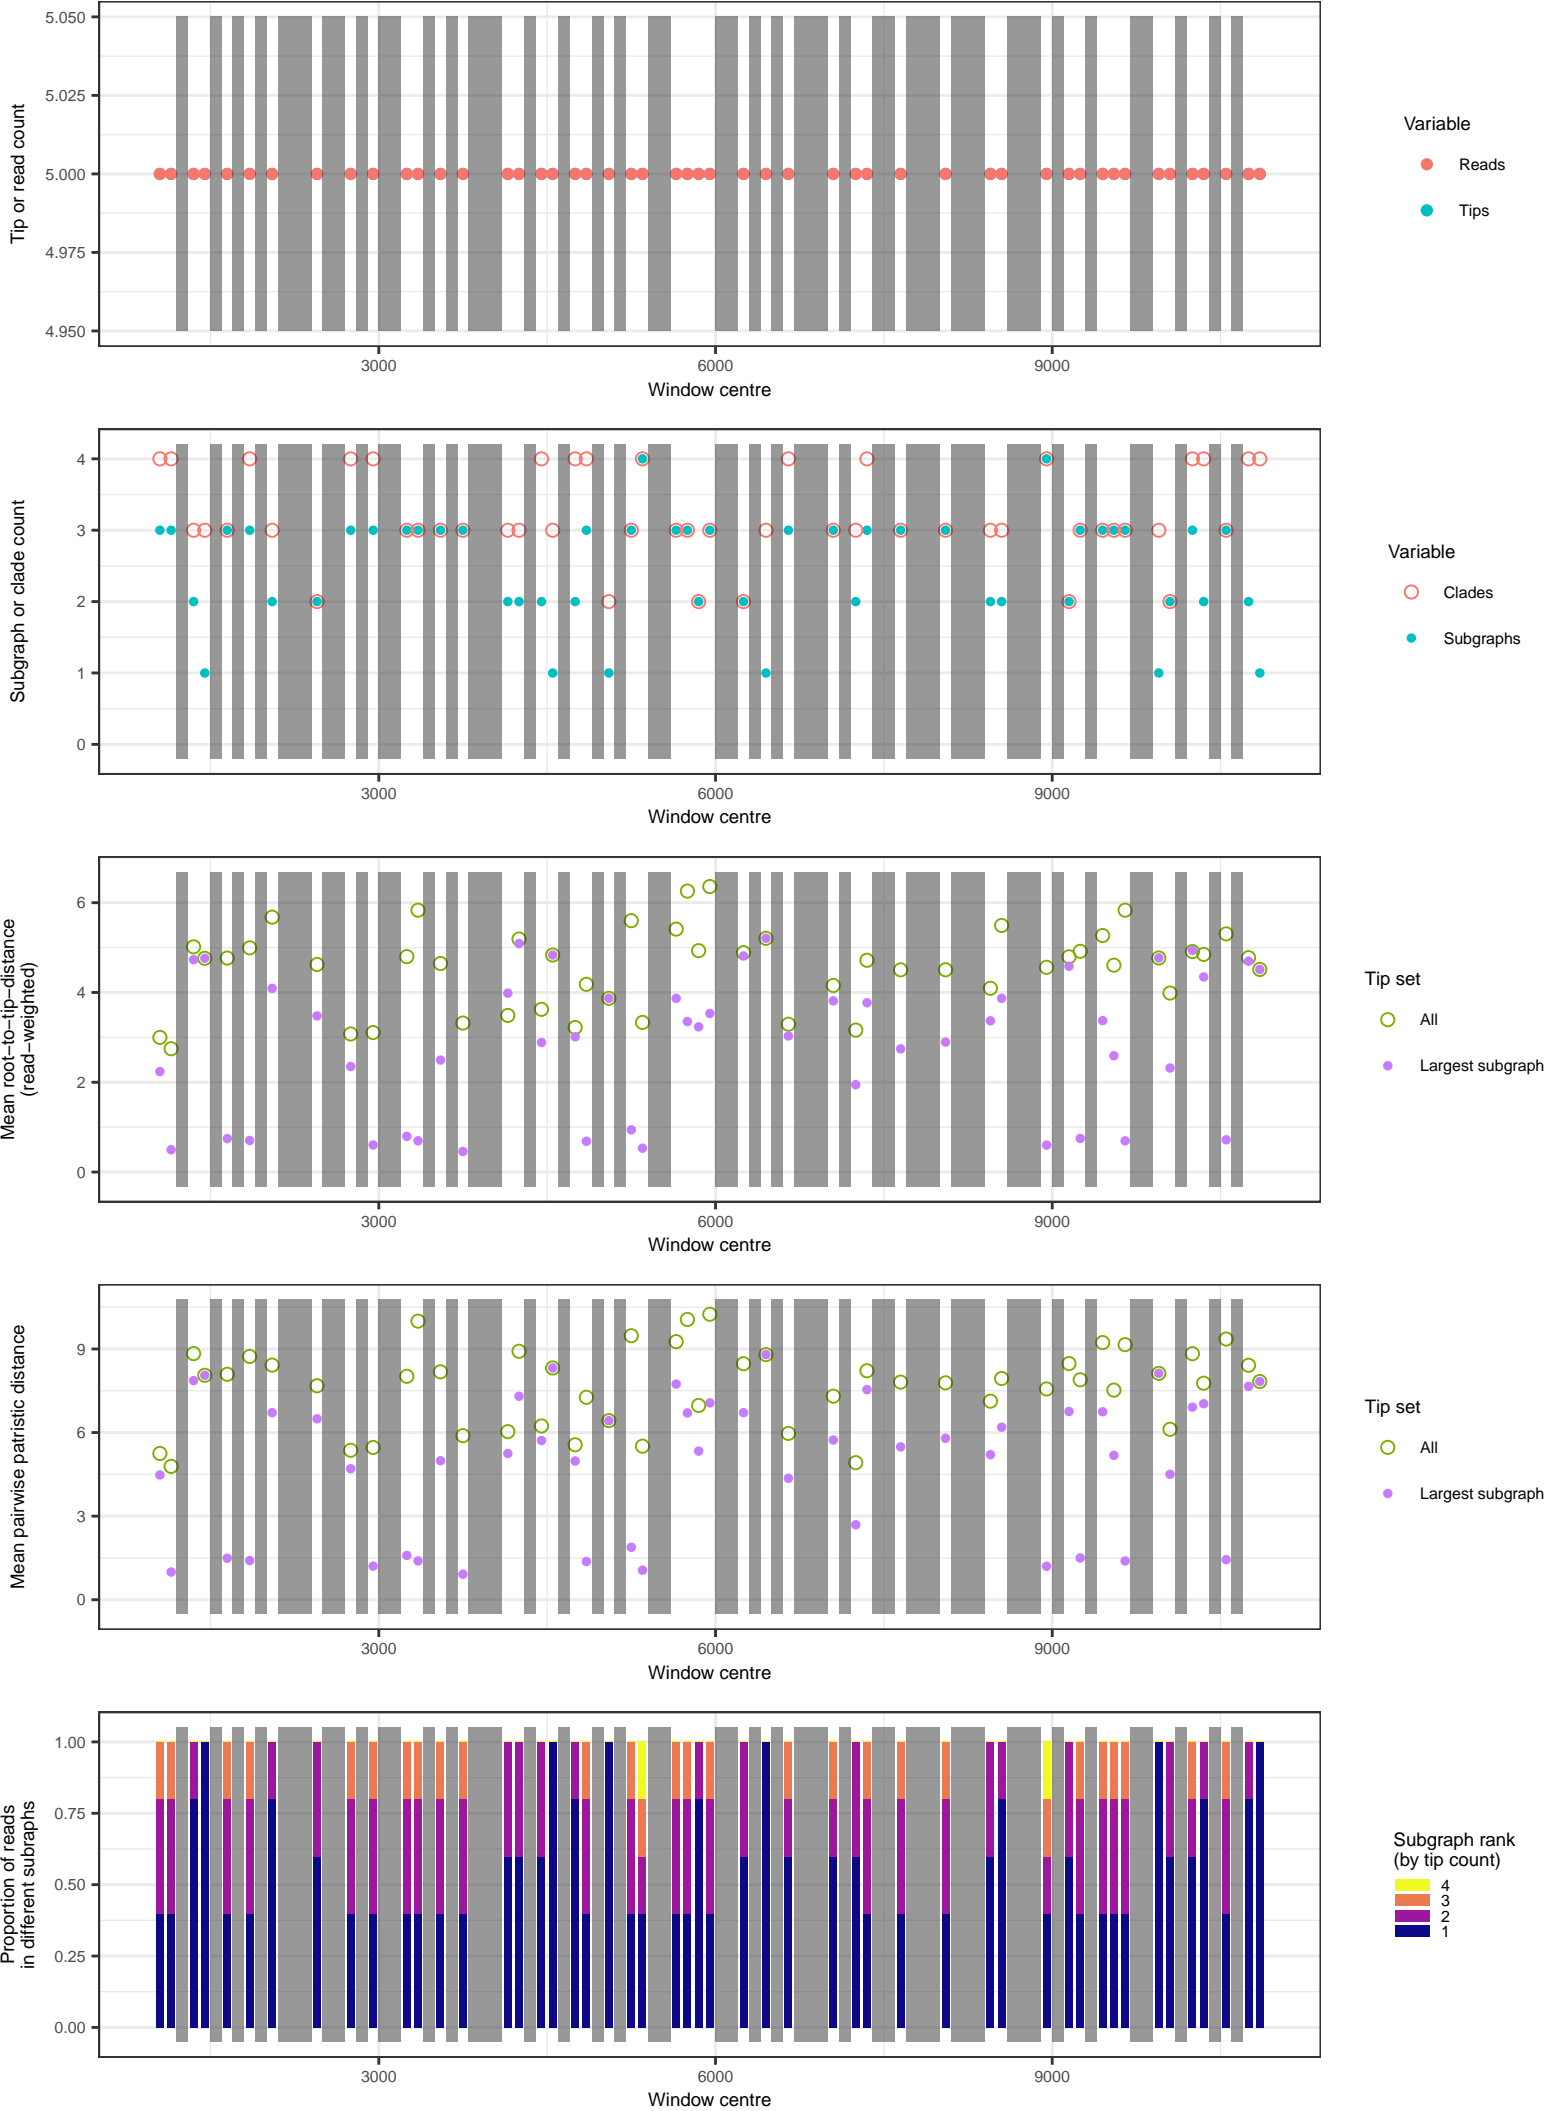 Tip or read count
5.050
5.025
5.000
4.975
4.950
3000
6000
9000
Window centre
Variable
Reads
Tips
Subgraph or clade count
4
3
2
1
0
3000
6000
9000
Window centre
Variable
Clades
Subgraphs
Mean root−to−tip−distance
(read−weighted)
6
4
2
0
3000
6000
9000
Window centre
Tip set
All
Largest subgraph
Mean pairwise patristic distance
9
6
3
0
3000
6000
9000
Window centre
Tip set
All
Largest subgraph
Proportion of reads
in different subraphs
1.00
0.75
0.50
0.25
0.00
3000
6000
9000
Window centre
Subgraph rank
(by tip count)
4
3
2
1